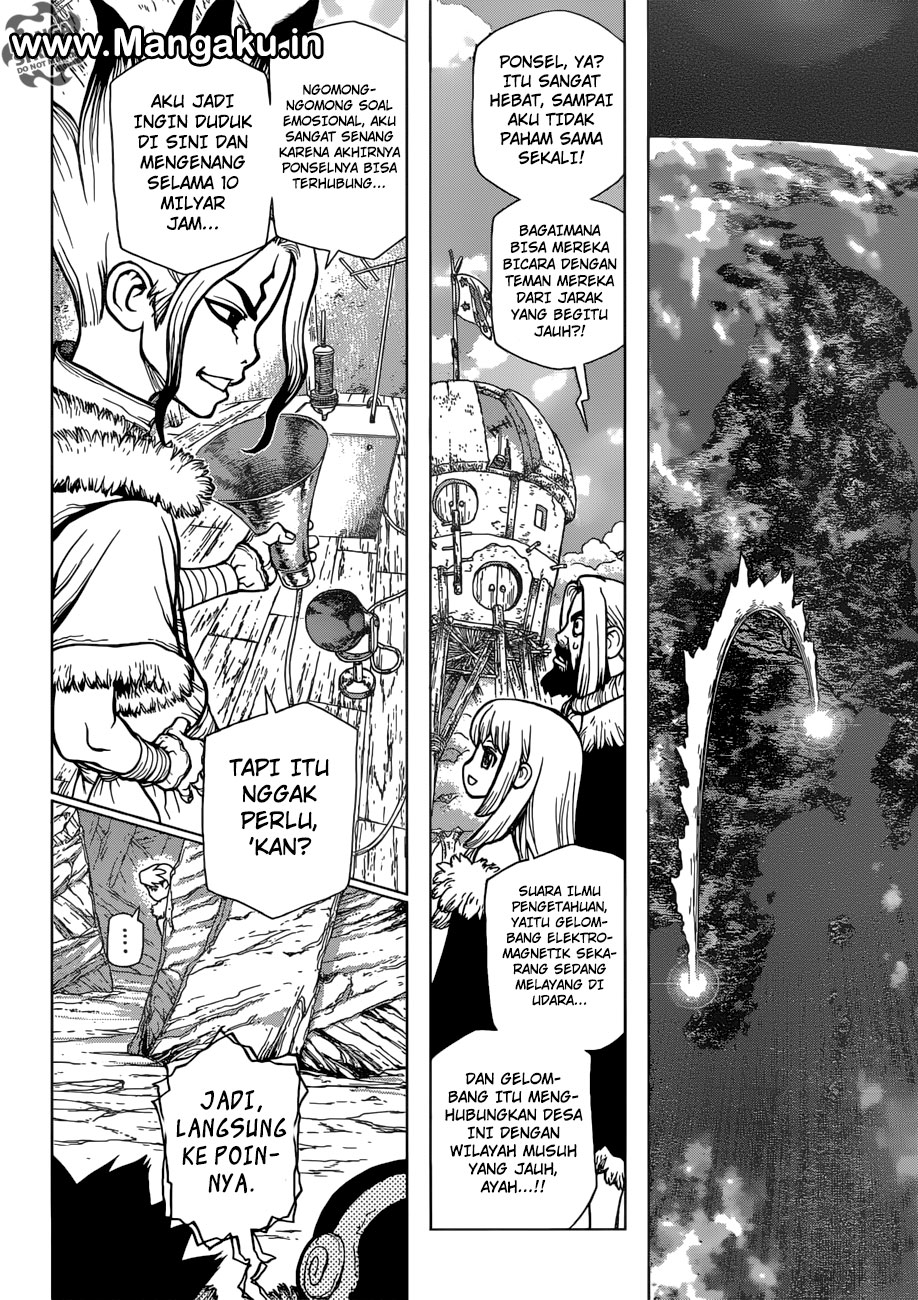 www.Mangaku.in
PONSEL, YA?
ITU SANGAT
HEBAT, SAMPAI
AKU TIDAK
PAHAM SAMA
SEKALI!
BAGAIMANA
BISA MEREKA
BICARA DENGAN
TEMAN MEREKA
DARI JARAK
YANG BEGITU
JAUH?!
SUARA ILMU
PENGETAHUAN,
YAITU GELOM-
BANG ELEKTRO-
MAGNETIK SEKA-
RANG SEDANG
MELAYANG DI
UDARA...
DAN GELOM-
BANG ITU MENG-
HUBUNGKAN DESA
INI DENGAN
WILAYAH MUSUH
YANG JAUH,
AYAH...!!
NGOMONG-
NGOMONG SOAL
EMOSIONAL, AKU
SANGAT SENANG
KARENA AKHIRNYA
PONSELNYA BISA
TERHUBUNG...
AKU JADI
INGIN DUDUK
DI SINI DAN
MENGENANG
SELAMA 10
MILYAR
JAM...
TAPI ITU
NGGAK
PERLU,
'KAN?
....
JADI,
LANGSUNG
KE POIN-
NYA.